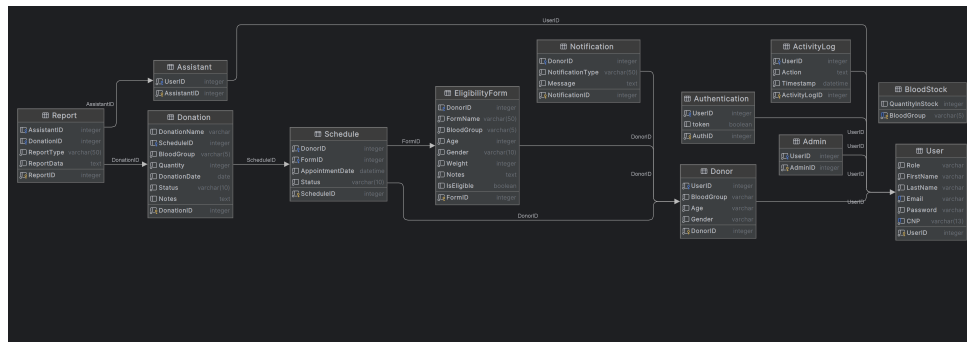 UserID
Assistant
UserID integer
AssistantID integer
AssistantID
Report
AssistantID integer
DonationID integer
ReportType varchar(50)
ReportData text
ReportID integer
DonationID
Donation
DonationName varchar
ScheduleID integer
BloodGroup varchar(5)
Quantity integer
DonationDate date
Status varchar(10)
Notes text
DonationID integer
ScheduleID
Schedule
DonorID integer
FormID integer
AppointmentDate datetime
Status varchar(10)
ScheduleID integer
FormID
DonorID
EligibilityForm
DonorID integer
FormName varchar(50)
BloodGroup varchar(5)
Age integer
Gender varchar(10)
Weight integer
Notes text
IsEligible boolean
FormID integer
DonorID
Notification
DonorID integer
NotificationType varchar(50)
Message text
NotificationID integer
DonorID
Authentication
UserID integer
token boolean
AuthID integer
UserID
Donor
UserID integer
BloodGroup varchar
Age varchar
Gender varchar
DonorID integer
UserID
ActivityLog
UserID integer
Action text
Timestamp datetime
ActivityLogID integer
UserID
Admin
UserID integer
AdminID integer
UserID
BloodStock
QuantityInStock integer
BloodGroup varchar(5)
User
Role varchar
FirstName varchar
LastName varchar
Email varchar
Password varchar
CNP varchar(13)
UserID integer